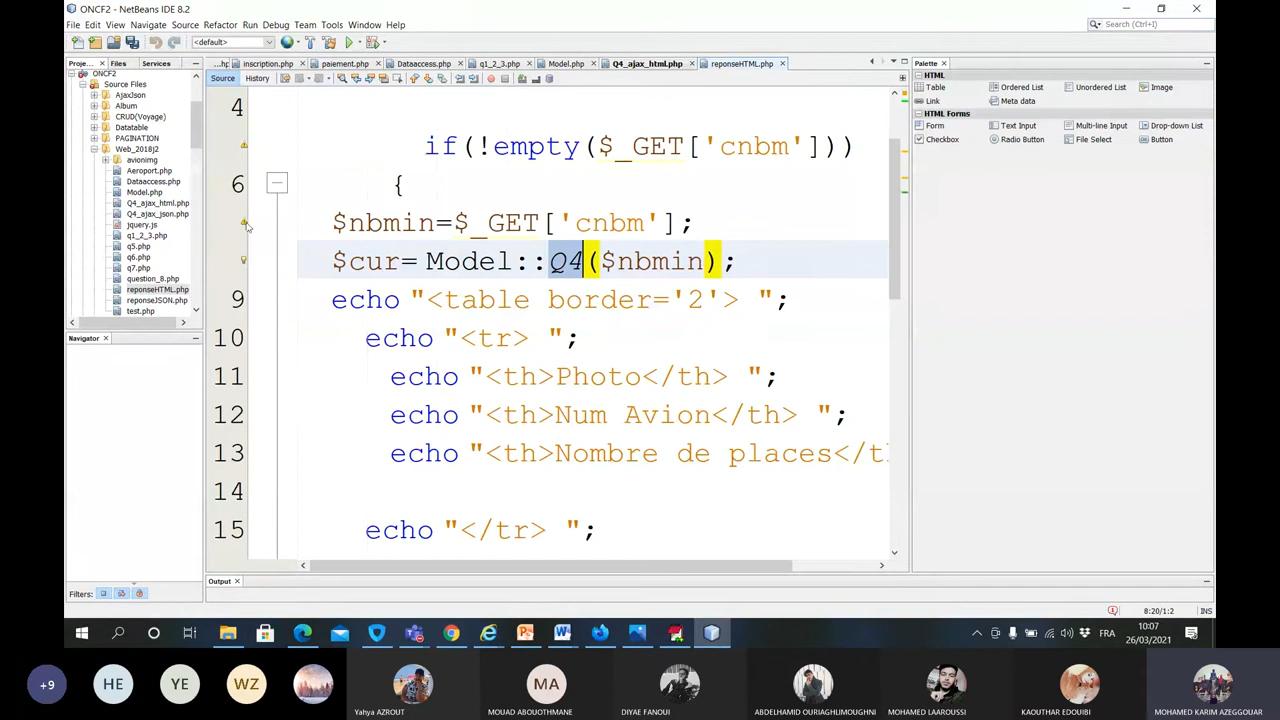 ONCF2 - NetBeans IDE 8.2
File Edit View Navigate Source Refactor Run Debug Team Tools Window Help
Search (Ctrl+I)
<default>
Proje... Files Services
...hp inscription.php paiement.php Dataaccess.php q1_2_3.php Model.php Q4_ajax_html.php reponseHTML.php
Palette
Source History
ONCF2
Source Files
AjaxJson
Album
CRUD(Voyage)
Datatable
PAGINATION
Web_2018j2
avionimg
Aeroport.php
Dataaccess.php
Model.php
Q4_ajax_html.php
Q4_ajax_json.php
jquery.js
q1_2_3.php
q5.php
q6.php
q7.php
question_8.php
reponseHTML.php
reponseJSON.php
test.php
Navigator
Filters:
4
if(!empty($_GET['cnbm']))
6 {
$nbmin=$_GET['cnbm'];
$cur= Model::Q4($nbmin);
9 echo "<table border='2'> ";
10 echo "<tr> ";
11 echo "<th>Photo</th> ";
12 echo "<th>Num Avion</th> ";
13 echo "<th>Nombre de places</t
14
15 echo "</tr> ";
HTML
Table Ordered List Unordered List Image
Link Meta data
HTML Forms
Form Text Input Multi-line Input Drop-down List
Checkbox Radio Button File Select Button
Output
8:20/1:2 INS
FRA
10:07
26/03/2021
+9 HE YE WZ MA
Yahya AZROUT MOUAD ABOUOTHMANE DIYAE FANOUI ABDELHAMID OURIAGHLI MOUGHNI MOHAMED LAAROUSSI KAOUTHAR EDOUIBI MOHAMED KARIM AZEGGOUAR